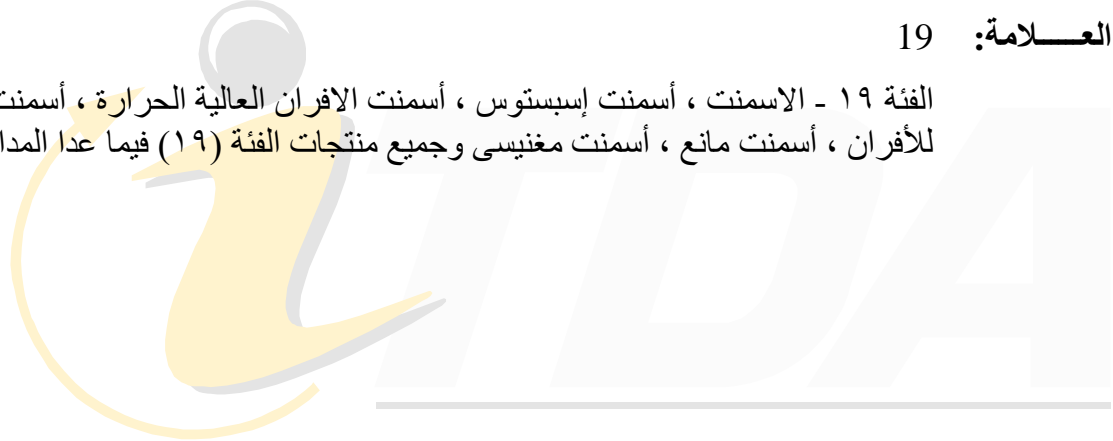 العـــــلامة: 19
الفئة ١٩ - الاسمنت ، أسمنت إسبستوس ، أسمنت الافران العالية الحرارة ، أسمنت
للأفران ، أسمنت مانع ، أسمنت مغنيسى وجميع منتجات الفئة (١٩) فيما عدا
iTDA